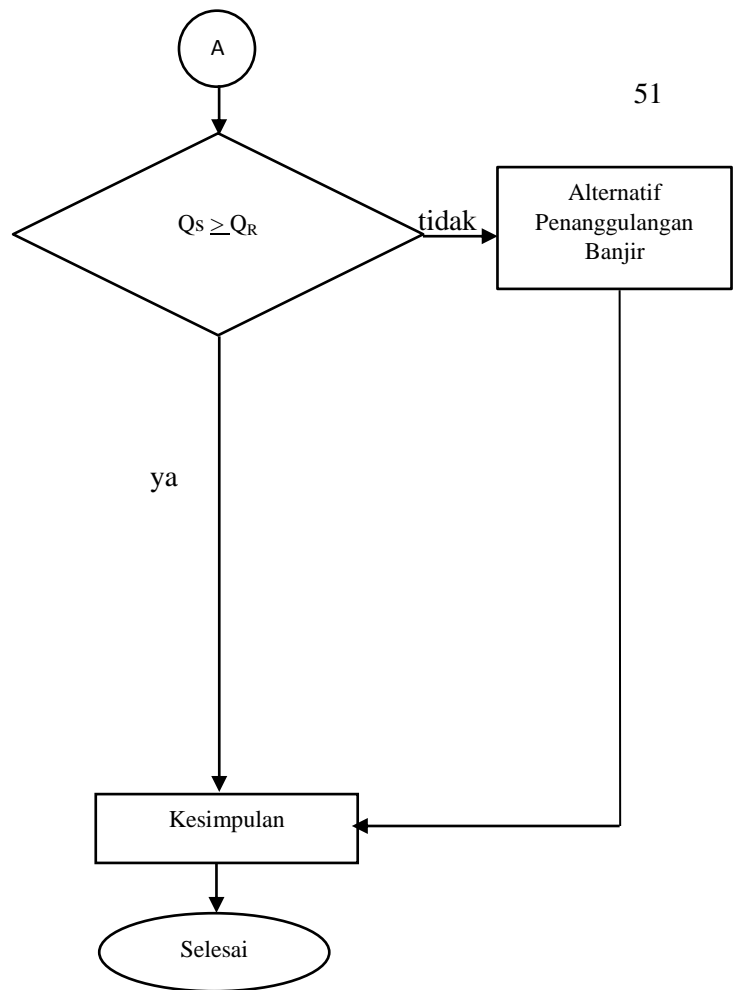 A
51
Qs ≥ QR
tidak
Alternatif
Penanggulangan
Banjir
ya
Kesimpulan
Selesai